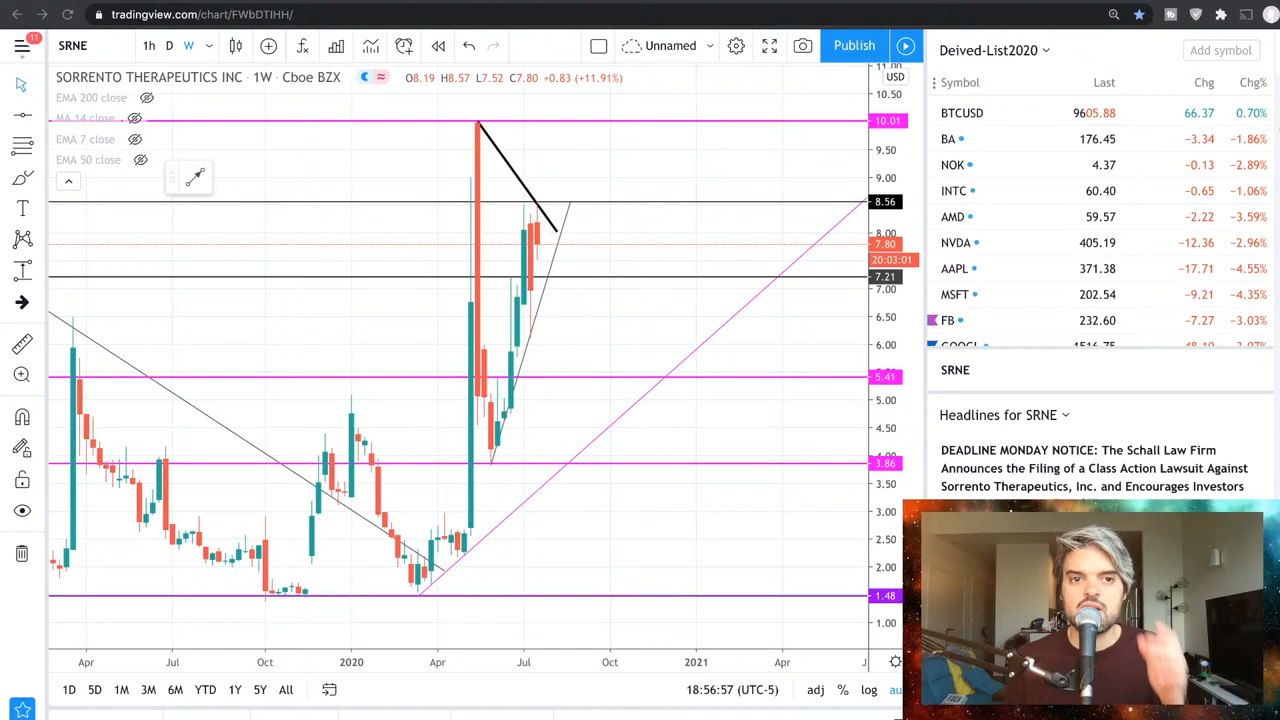 tradingview.com/chart/FWbDTIHH/
11
SRNE
1h D W
Unnamed
Publish
SORRENTO THERAPEUTICS INC · 1W · Cboe BZX
O8.19 H8.57 L7.52 C7.80 +0.83 (+11.91%)
EMA 200 close
MA 14 close
EMA 7 close
EMA 50 close
11.00
USD
10.50
10.01
9.50
9.00
8.56
8.00
7.80
20:03:01
7.21
7.00
6.50
6.00
5.41
5.00
4.50
3.86
3.50
3.00
2.50
2.00
1.48
1.00
Apr Jul Oct 2020 Apr Jul Oct 2021 Apr J
1D 5D 1M 3M 6M YTD 1Y 5Y All
18:56:57 (UTC-5) adj % log au
Deived-List2020
Add symbol
Symbol Last Chg Chg%
BTCUSD 9605.88 66.37 0.70%
BA 176.45 −3.34 −1.86%
NOK 4.37 −0.13 −2.89%
INTC 60.40 −0.65 −1.06%
AMD 59.57 −2.22 −3.59%
NVDA 405.19 −12.36 −2.96%
AAPL 371.38 −17.71 −4.55%
MSFT 202.54 −9.21 −4.35%
FB 232.60 −7.27 −3.03%
GOOGL 1516.75 −48.10 −3.07%
SRNE
Headlines for SRNE
DEADLINE MONDAY NOTICE: The Schall Law Firm
Announces the Filing of a Class Action Lawsuit Against
Sorrento Therapeutics, Inc. and Encourages Investors